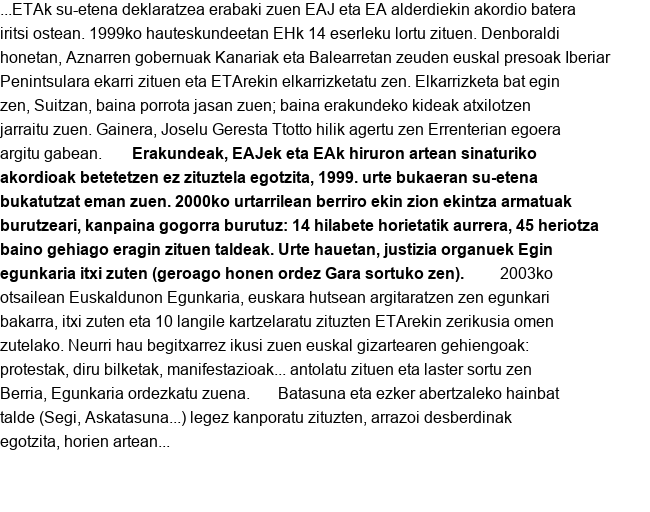 ...ETAk su-etena deklaratzea erabaki zuen EAJ eta EA alderdiekin akordio batera
iritsi ostean. 1999ko hauteskundeetan EHk 14 eserleku lortu zituen. Denboraldi
honetan, Aznarren gobernuak Kanariak eta Balearretan zeuden euskal presoak Iberiar
Penintsulara ekarri zituen eta ETArekin elkarrizketatu zen. Elkarrizketa bat egin
zen, Suitzan, baina porrota jasan zuen; baina erakundeko kideak atxilotzen
jarraitu zuen. Gainera, Joselu Geresta Ttotto hilik agertu zen Errenterian egoera
argitu gabean. Erakundeak, EAJek eta EAk hiruron artean sinaturiko
akordioak betetetzen ez zituztela egotzita, 1999. urte bukaeran su-etena
bukatutzat eman zuen. 2000ko urtarrilean berriro ekin zion ekintza armatuak
burutzeari, kanpaina gogorra burutuz: 14 hilabete horietatik aurrera, 45 heriotza
baino gehiago eragin zituen taldeak. Urte hauetan, justizia organuek Egin
egunkaria itxi zuten (geroago honen ordez Gara sortuko zen). 2003ko
otsailean Euskaldunon Egunkaria, euskara hutsean argitaratzen zen egunkari
bakarra, itxi zuten eta 10 langile kartzelaratu zituzten ETArekin zerikusia omen
zutelako. Neurri hau begitxarrez ikusi zuen euskal gizartearen gehiengoak:
protestak, diru bilketak, manifestazioak... antolatu zituen eta laster sortu zen
Berria, Egunkaria ordezkatu zuena. Batasuna eta ezker abertzaleko hainbat
talde (Segi, Askatasuna...) legez kanporatu zituzten, arrazoi desberdinak
egotzita, horien artean...